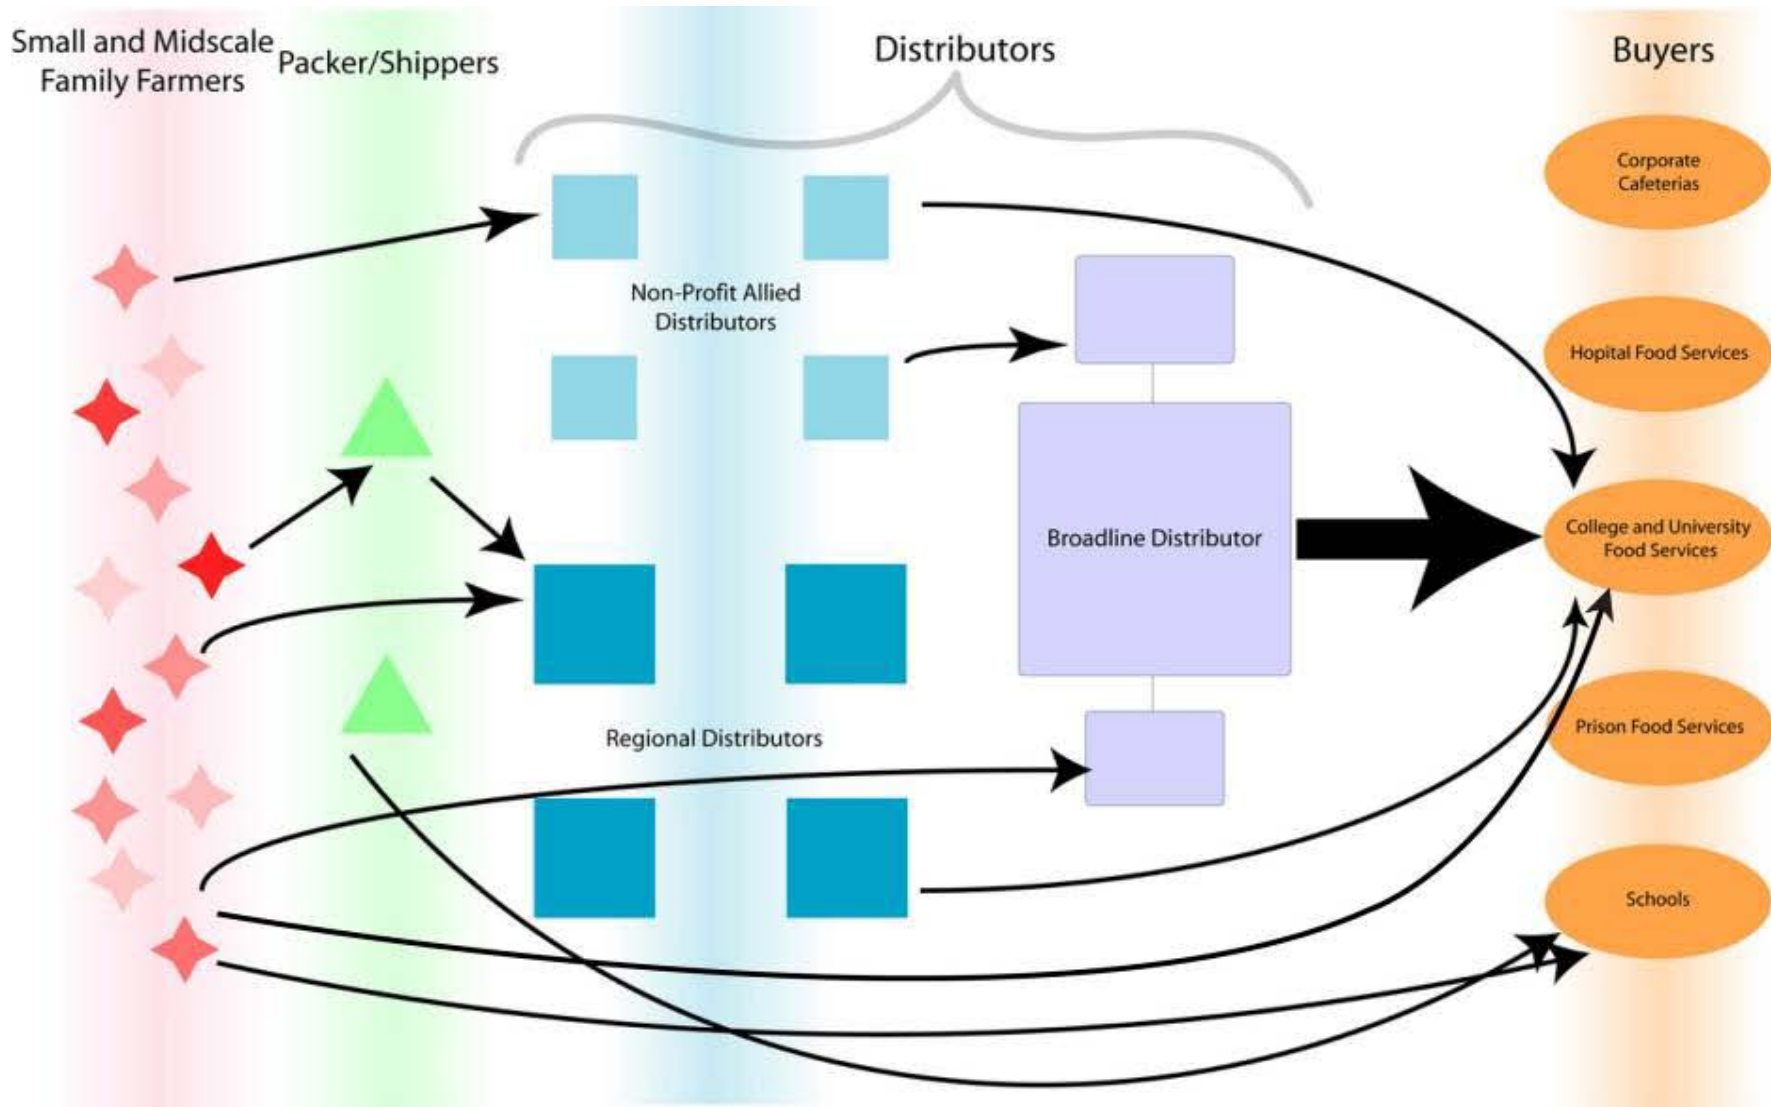 Small and Midscale
Family Farmers
Packer/Shippers
Distributors
Buyers
Corporate
Cafeterias
Non-Profit Allied
Distributors
Hopital Food Services
Broadline Distributor
College and University
Food Services
Regional Distributors
Prison Food Services
Schools